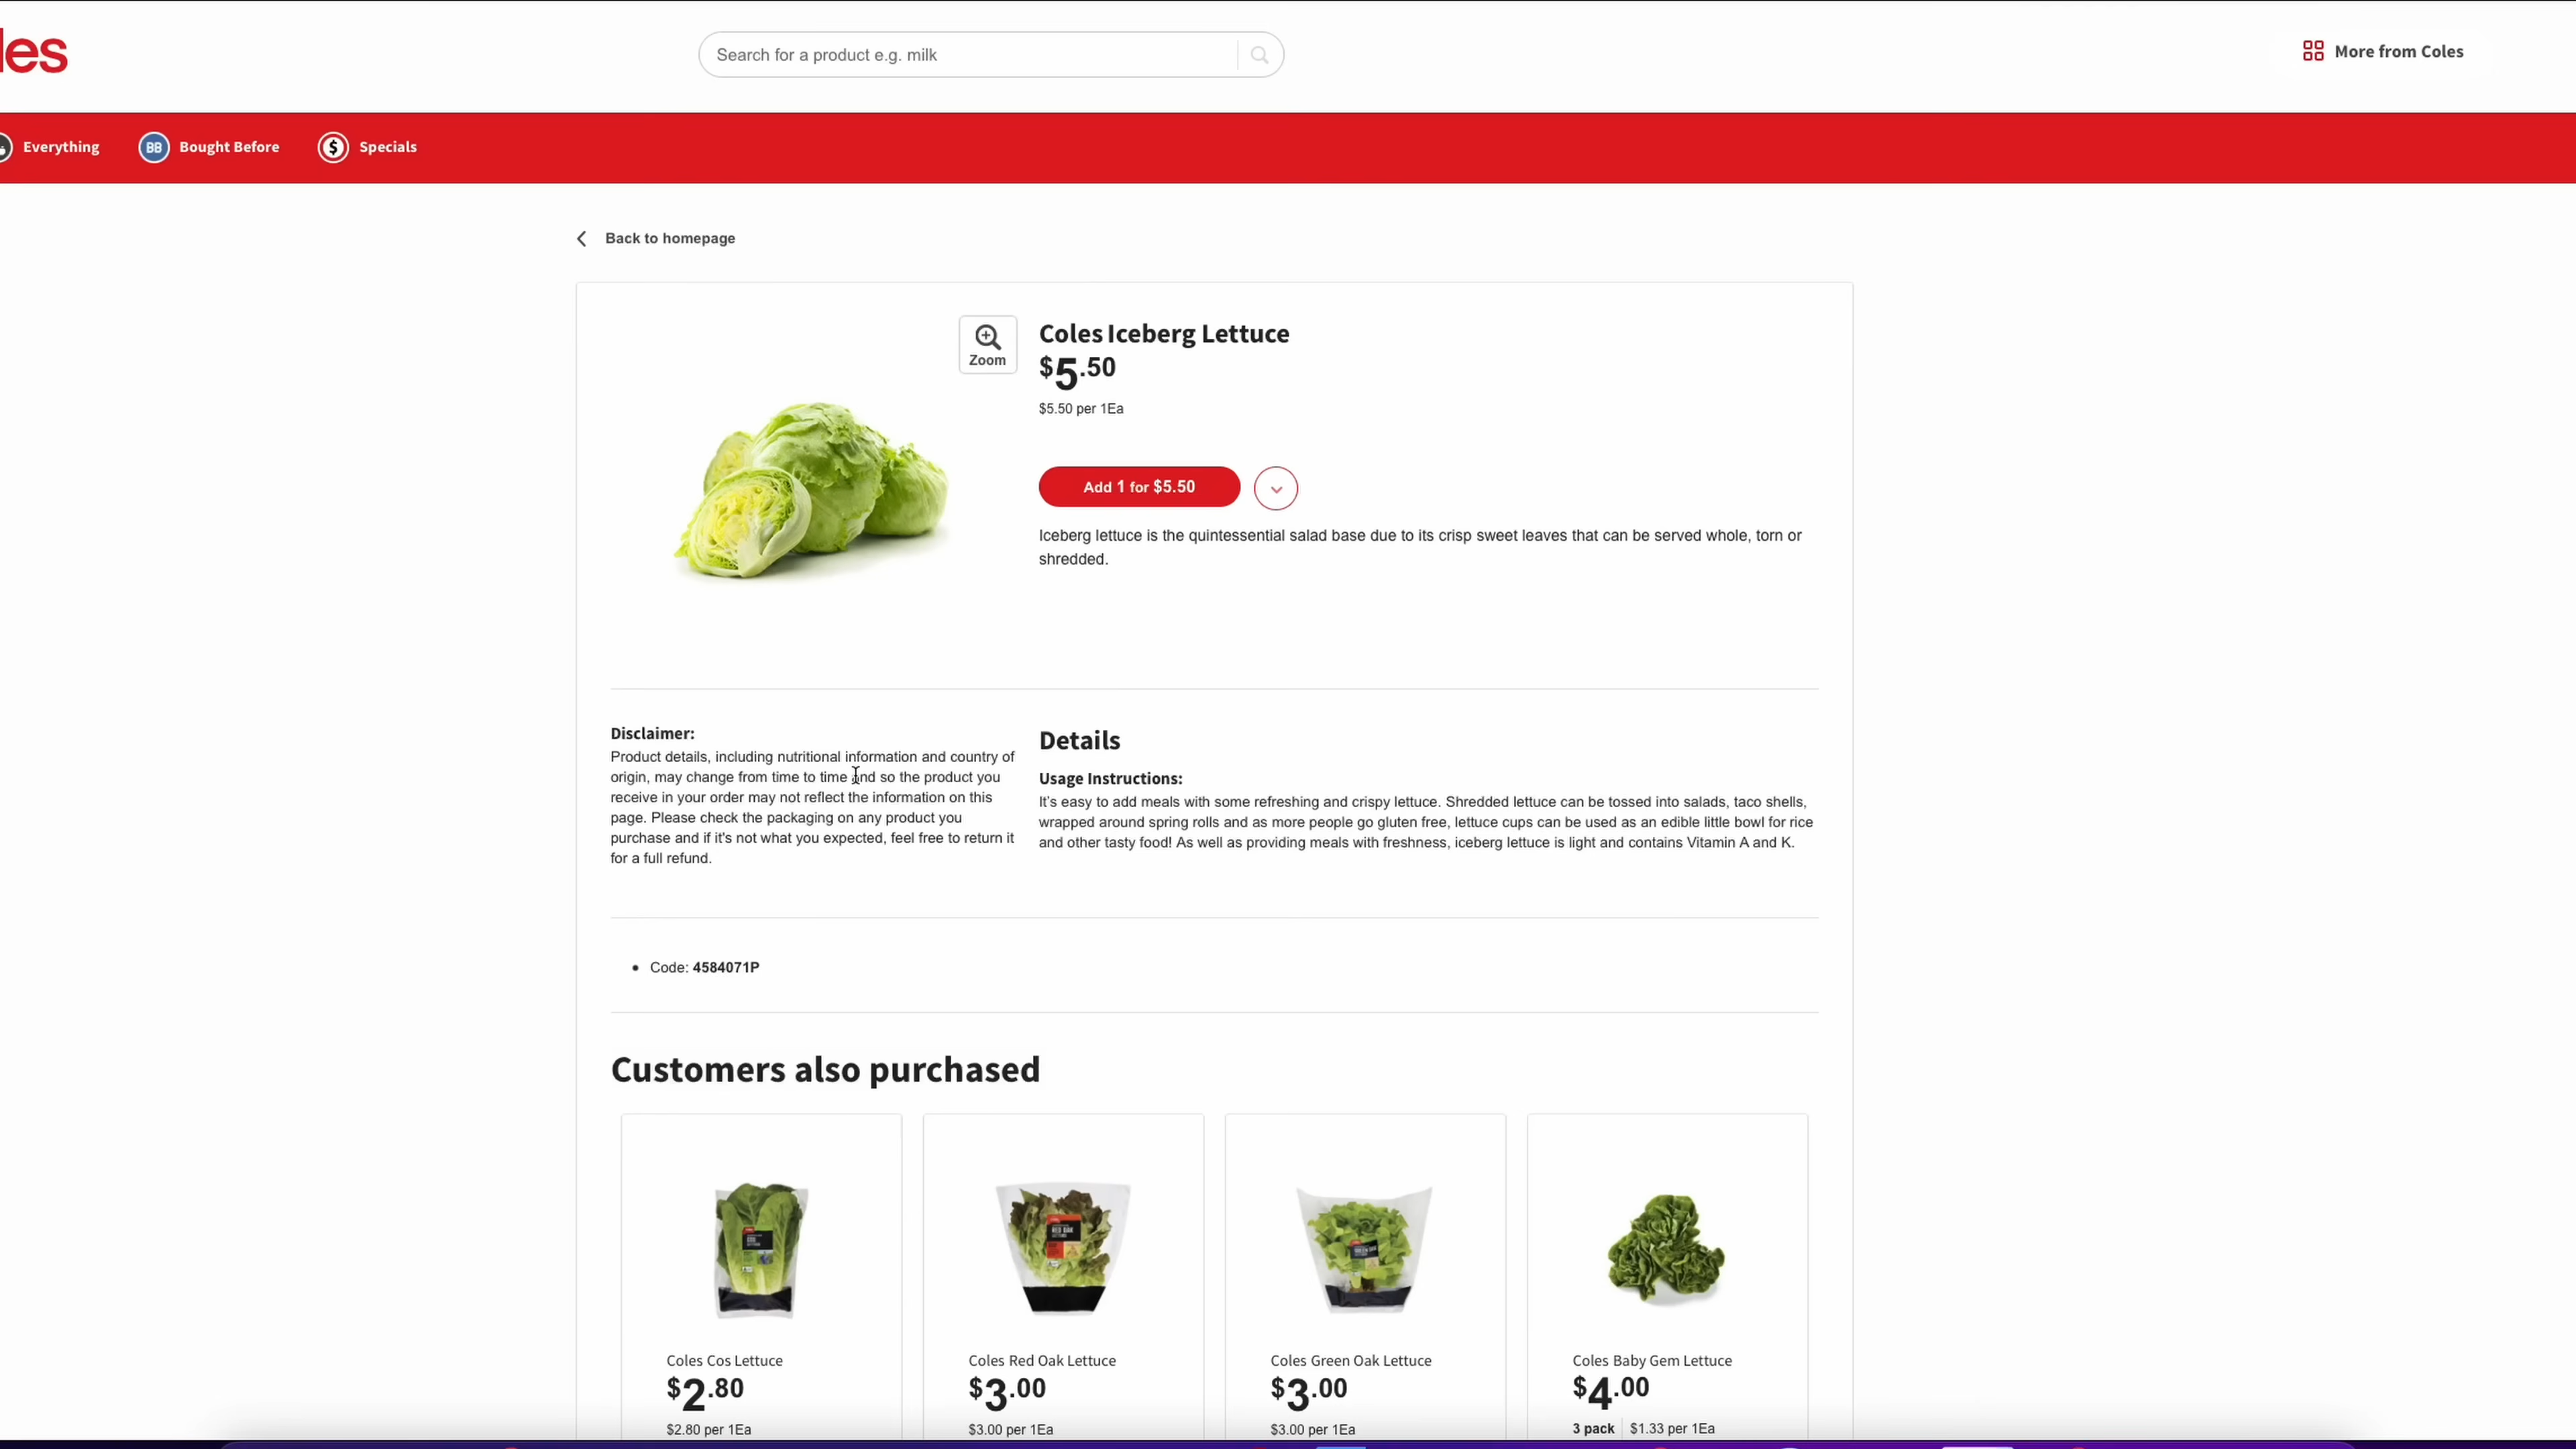 les
Search for a product e.g. milk
More from Coles
Everything
BB
Bought Before
$
Specials
Back to homepage
Zoom
Coles Iceberg Lettuce
$5.50
$5.50 per 1Ea
Add 1 for $5.50
Iceberg lettuce is the quintessential salad base due to its crisp sweet leaves that can be served whole, torn or
shredded.
Disclaimer:
Product details, including nutritional information and country of
origin, may change from time to time and so the product you
receive in your order may not reflect the information on this
page. Please check the packaging on any product you
purchase and if it's not what you expected, feel free to return it
for a full refund.
Details
Usage Instructions:
It's easy to add meals with some refreshing and crispy lettuce. Shredded lettuce can be tossed into salads, taco shells,
wrapped around spring rolls and as more people go gluten free, lettuce cups can be used as an edible little bowl for rice
and other tasty food! As well as providing meals with freshness, iceberg lettuce is light and contains Vitamin A and K.
• Code: 4584071P
Customers also purchased
RED OAK
Coles Cos Lettuce
$2.80
$2.80 per 1Ea
Coles Red Oak Lettuce
$3.00
$3.00 per 1Ea
Coles Green Oak Lettuce
$3.00
$3.00 per 1Ea
Coles Baby Gem Lettuce
$4.00
3 pack $1.33 per 1Ea